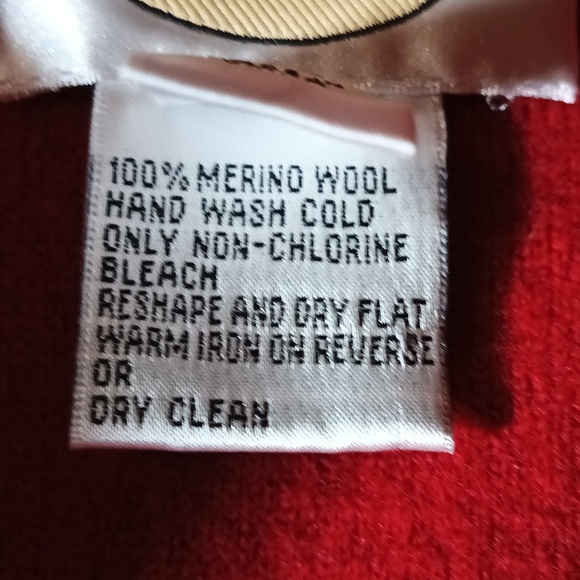 100% MERINO WOOL
HAND WASH COLD
ONLY NON-CHLORINE
BLEACH
RESHAPE AND DRY FLAT
WARM IRON ON REVERSE
OR
DRY CLEAN